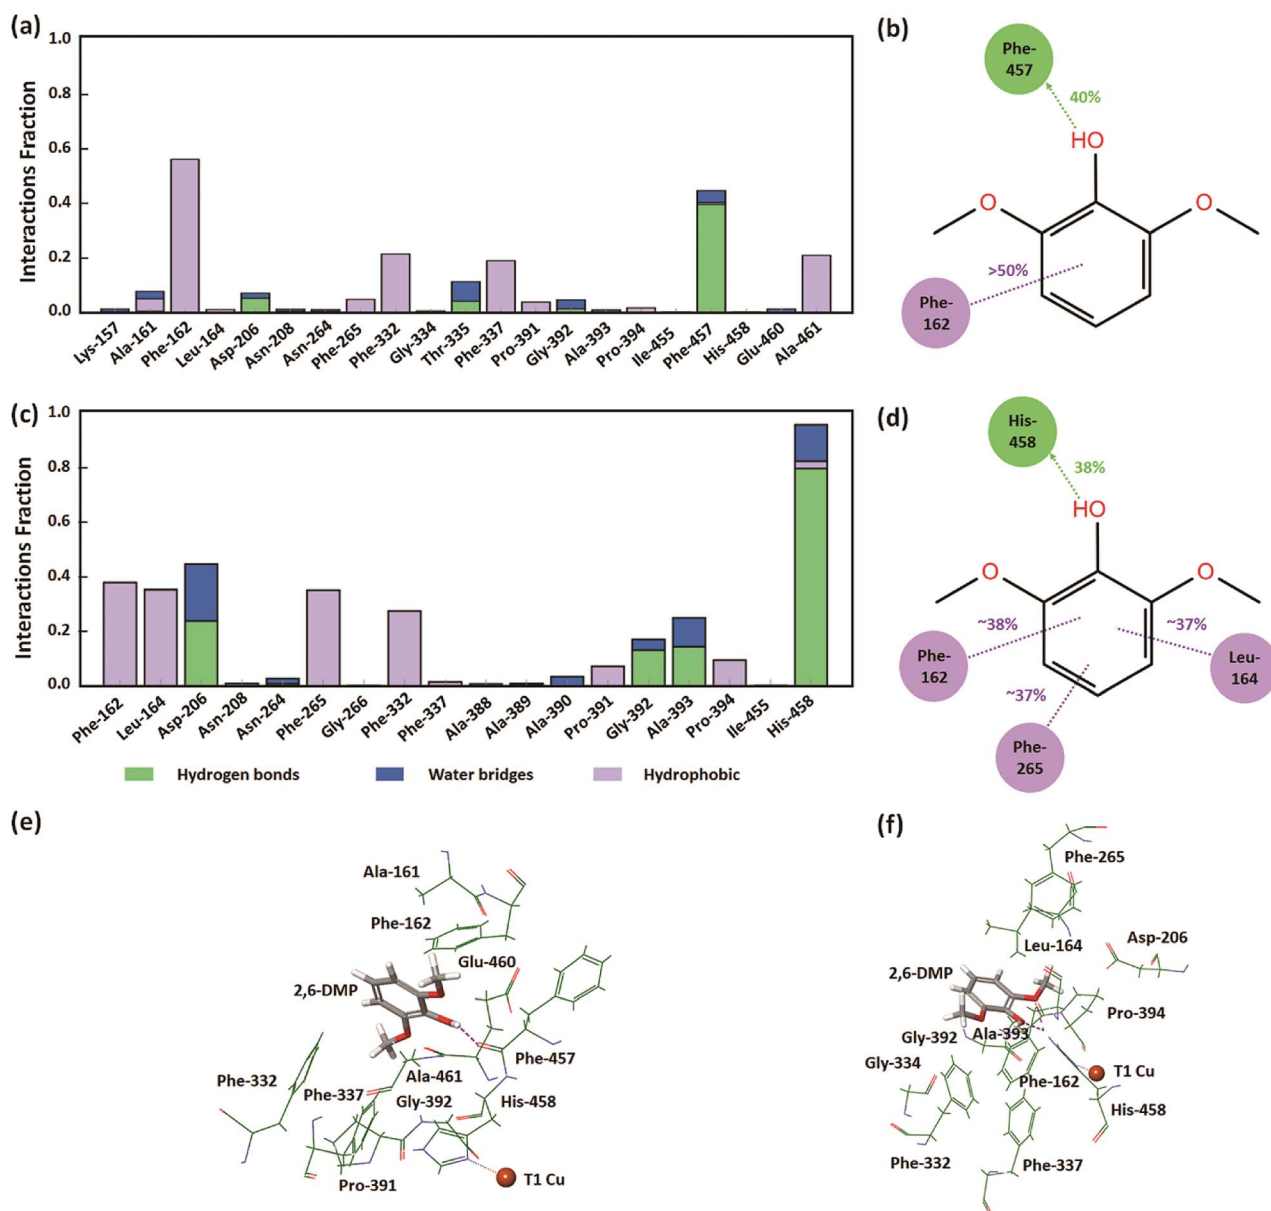 (a)
1.0
0.8
0.6
0.4
0.2
0.0
Interactions Fraction
Lys-157
Ala-161
Phe-162
Leu-164
Asp-206
Asn-208
Asn-264
Phe-265
Phe-332
Gly-334
Thr-335
Phe-337
Pro-391
Gly-392
Ala-393
Pro-394
Ile-455
Phe-457
His-458
Glu-460
Ala-461
(b)
Phe-
457
40%
HO
O
O
>50%
Phe-
162
(c)
1.0
0.8
0.6
0.4
0.2
0.0
Interactions Fraction
Phe-162
Leu-164
Asp-206
Asn-208
Asn-264
Phe-265
Gly-266
Phe-332
Phe-337
Ala-388
Ala-389
Ala-390
Pro-391
Gly-392
Ala-393
Pro-394
Ile-455
His-458
Hydrogen bonds
Water bridges
Hydrophobic
(d)
His-
458
38%
HO
O
O
~38%
~37%
Phe-
162
Leu-
164
~37%
Phe-
265
(e)
Ala-161
Phe-162
Glu-460
2,6-DMP
Phe-457
Ala-461
Phe-332
Phe-337
Gly-392
His-458
Pro-391
T1 Cu
(f)
Phe-265
Leu-164
Asp-206
2,6-DMP
Pro-394
Gly-392
Ala-393
Gly-334
Phe-162
T1 Cu
His-458
Phe-332
Phe-337